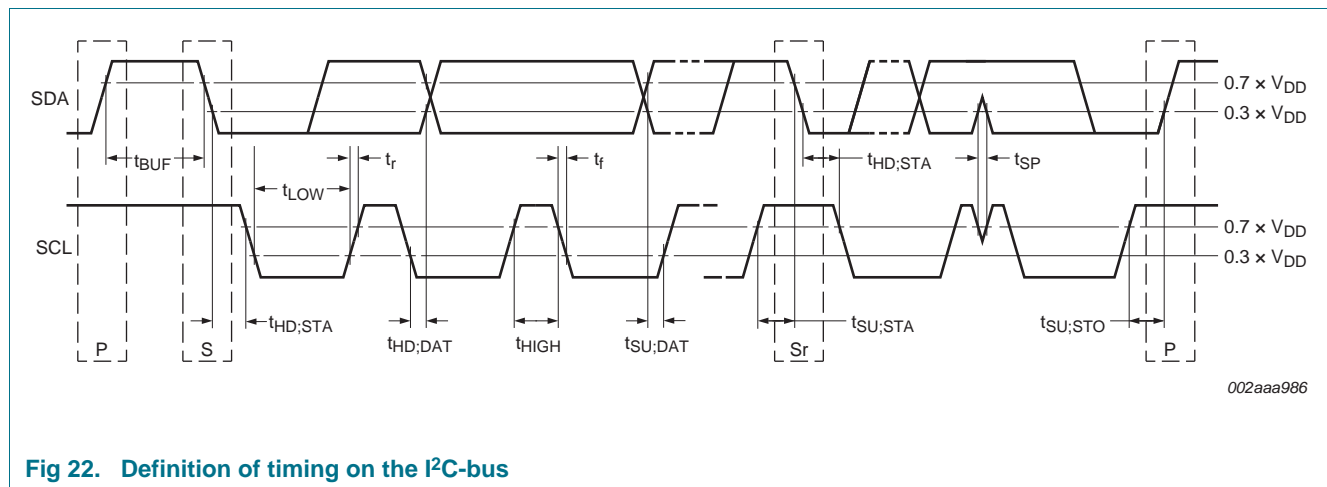 SDA
0.7 × VDD
0.3 × VDD
tBUF
tLOW
tr
tf
tHD;STA
tSP
SCL
0.7 × VDD
0.3 × VDD
tHD;STA
tHD;DAT
tHIGH
tSU;DAT
tSU;STA
tSU;STO
P
S
Sr
P
002aaa986
Fig 22. Definition of timing on the I²C-bus